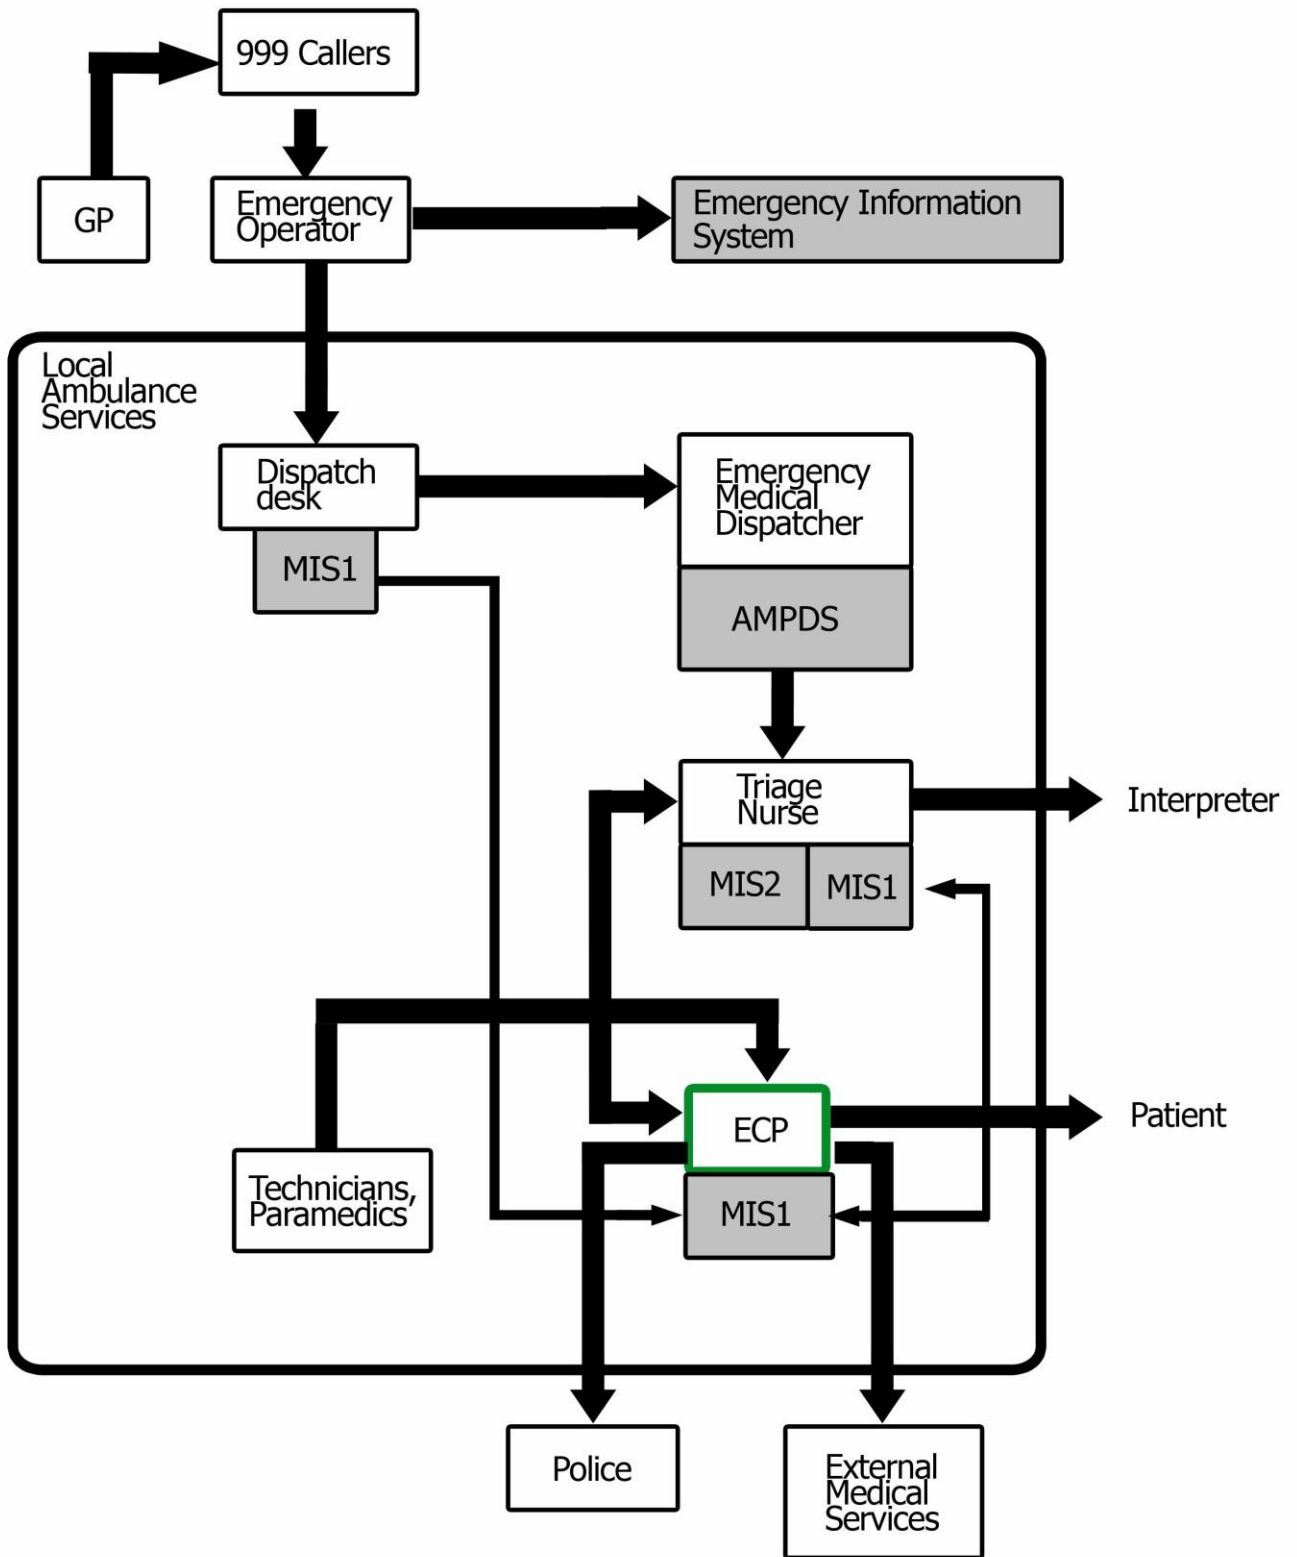 999 Callers
GP
Emergency
Operator
Emergency Information
System
Local
Ambulance
Services
Dispatch
desk
MIS1
Emergency
Medical
Dispatcher
AMPDS
Triage
Nurse
MIS2
MIS1
Interpreter
ECP
MIS1
Patient
Technicians,
Paramedics
Police
External
Medical
Services